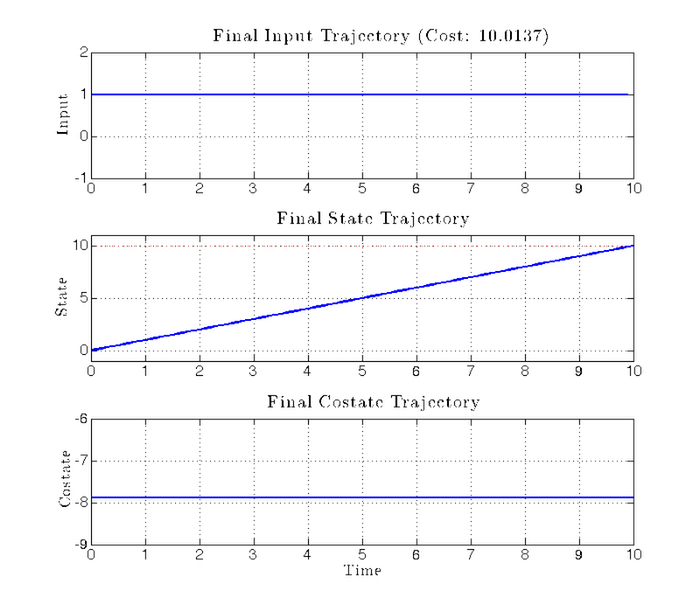 Final Input Trajectory (Cost: 10.0137)
2
1
0
-1
Input
0 1 2 3 4 5 6 7 8 9 10
Final State Trajectory
10
5
0
State
0 1 2 3 4 5 6 7 8 9 10
Final Costate Trajectory
-6
-7
-8
-9
Costate
0 1 2 3 4 5 6 7 8 9 10
Time